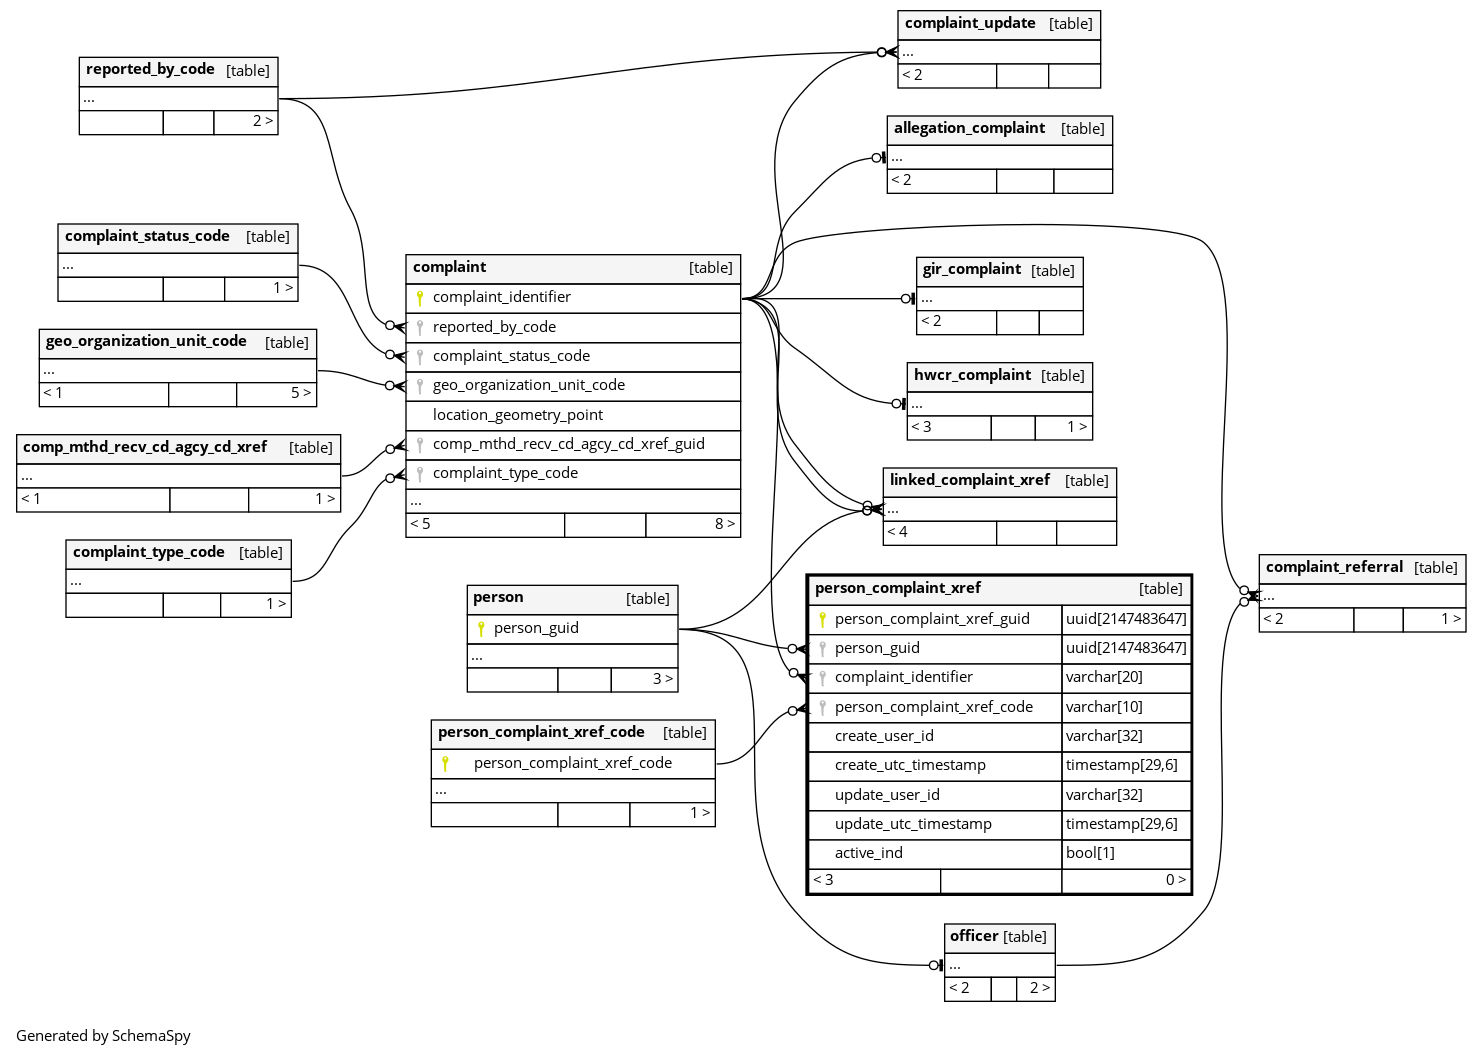 complaint_update [table]
...
< 2
reported_by_code [table]
...
2 >
allegation_complaint [table]
...
< 2
complaint_status_code [table]
...
1 >
complaint [table]
complaint_identifier
reported_by_code
complaint_status_code
geo_organization_unit_code
location_geometry_point
comp_mthd_recv_cd_agcy_cd_xref_guid
complaint_type_code
...
< 5 8 >
gir_complaint [table]
...
< 2
geo_organization_unit_code [table]
...
< 1 5 >
hwcr_complaint [table]
...
< 3 1 >
comp_mthd_recv_cd_agcy_cd_xref [table]
...
< 1 1 >
linked_complaint_xref [table]
...
< 4
complaint_type_code [table]
...
1 >
complaint_referral [table]
...
< 2 1 >
person [table]
person_guid
...
3 >
person_complaint_xref [table]
person_complaint_xref_guid uuid[2147483647]
person_guid uuid[2147483647]
complaint_identifier varchar[20]
person_complaint_xref_code varchar[10]
create_user_id varchar[32]
create_utc_timestamp timestamp[29,6]
update_user_id varchar[32]
update_utc_timestamp timestamp[29,6]
active_ind bool[1]
< 3 0 >
person_complaint_xref_code [table]
person_complaint_xref_code
...
1 >
officer [table]
...
< 2 2 >
Generated by SchemaSpy